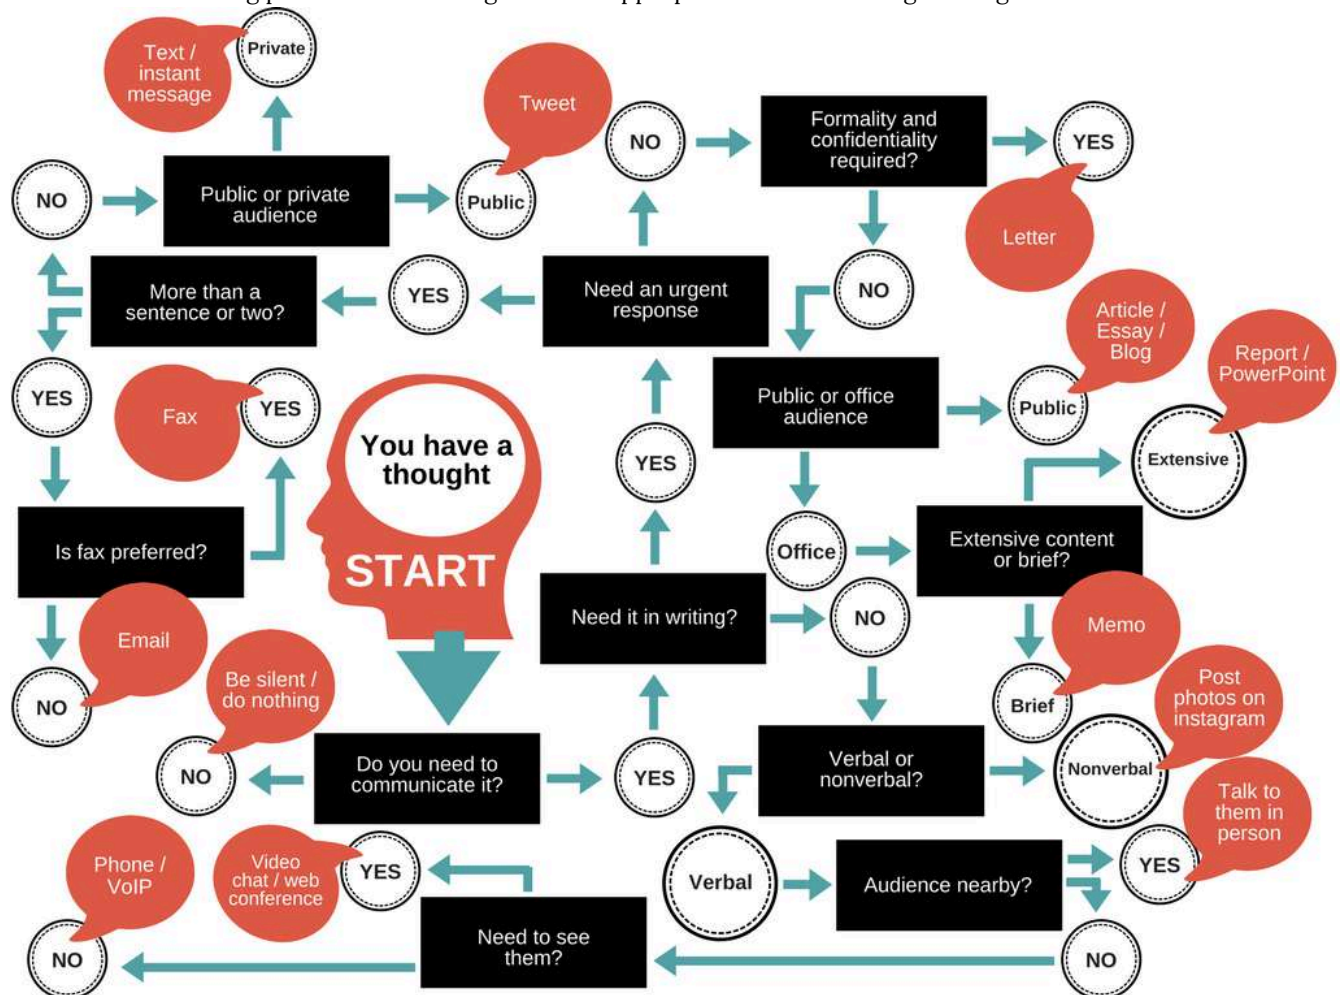 Private
Text /
instant
message
Tweet
NO
Formality and
confidentiality
required?
YES
NO
Public or private
audience
Public
Letter
More than a
sentence or two?
YES
Need an urgent
response
NO
Article /
Essay /
Blog
Report /
PowerPoint
YES
Fax
YES
You have a
thought
START
Public or office
audience
Public
Extensive
YES
Is fax preferred?
Office
Extensive content
or brief?
Need it in writing?
NO
Email
Memo
NO
Be silent /
do nothing
Brief
Post
photos on
instagram
NO
Do you need to
communicate it?
YES
Verbal or
nonverbal?
Nonverbal
Talk to
them in
person
Phone /
VoIP
Video
chat / web
conference
YES
Verbal
Audience nearby?
YES
NO
Need to see
them?
NO